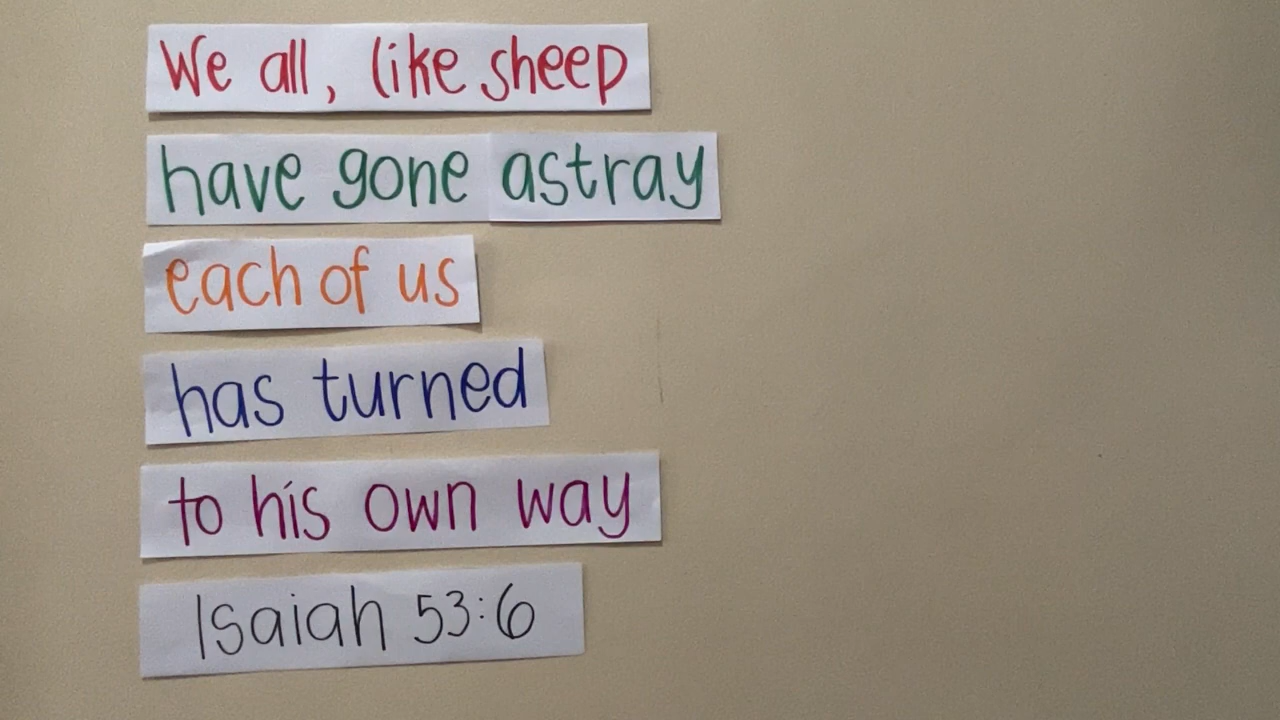 We all, like sheep
have gone astray
each of us
has turned
to his own way
Isaiah 53:6